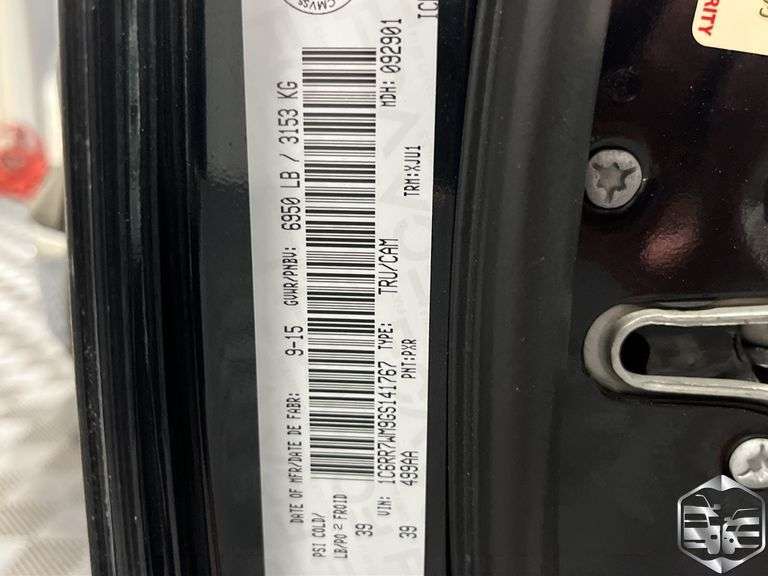 CMVSS
DATE OF MFR/DATE DE FABR: 9-15 GVWR/PNBV: 6950 LB / 3153 KG
PSI COLD/
LB/PO2 FROID
39
VIN: 1C6RR7WM9GS141767 TYPE: TRU/CAM MDH: 092901
39 499AA PNT:PXR TRM:XJU1